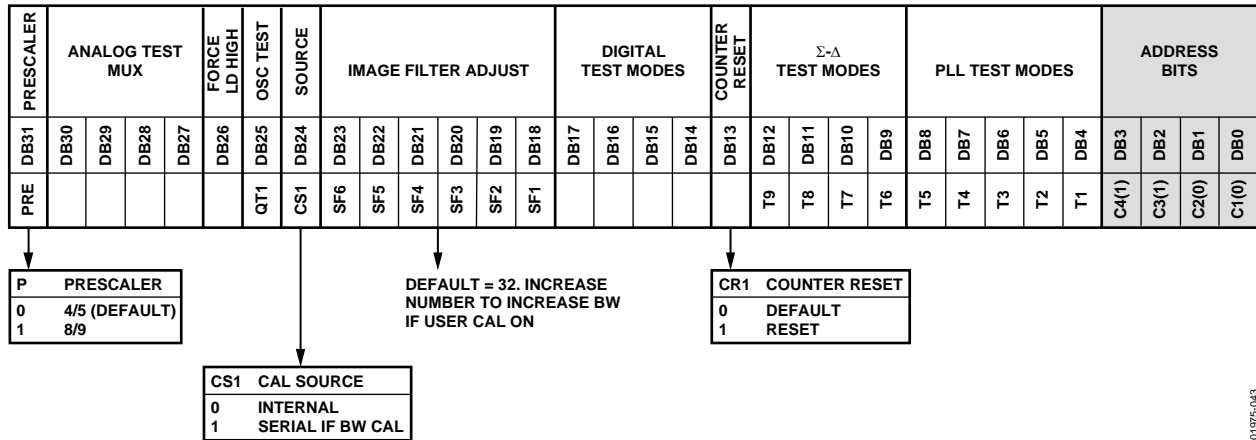 PRESCALER
ANALOG TEST
MUX
FORCE
LD HIGH
OSC TEST
SOURCE
IMAGE FILTER ADJUST
DIGITAL
TEST MODES
COUNTER
RESET
Σ-Δ
TEST MODES
PLL TEST MODES
ADDRESS
BITS
DB31 DB30 DB29 DB28 DB27 DB26 DB25 DB24 DB23 DB22 DB21 DB20 DB19 DB18 DB17 DB16 DB15 DB14 DB13 DB12 DB11 DB10 DB9 DB8 DB7 DB6 DB5 DB4 DB3 DB2 DB1 DB0
PRE QT1 CS1 SF6 SF5 SF4 SF3 SF2 SF1 T9 T8 T7 T6 T5 T4 T3 T2 T1 C4(1) C3(1) C2(0) C1(0)
P PRESCALER
0 4/5 (DEFAULT)
1 8/9
DEFAULT = 32. INCREASE
NUMBER TO INCREASE BW
IF USER CAL ON
CR1 COUNTER RESET
0 DEFAULT
1 RESET
CS1 CAL SOURCE
0 INTERNAL
1 SERIAL IF BW CAL
01975-043